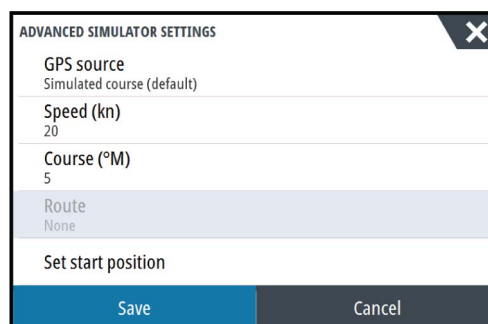 ADVANCED SIMULATOR SETTINGS
GPS source
Simulated course (default)
Speed (kn)
20
Course (°M)
5
Route
None
Set start position
Save
Cancel